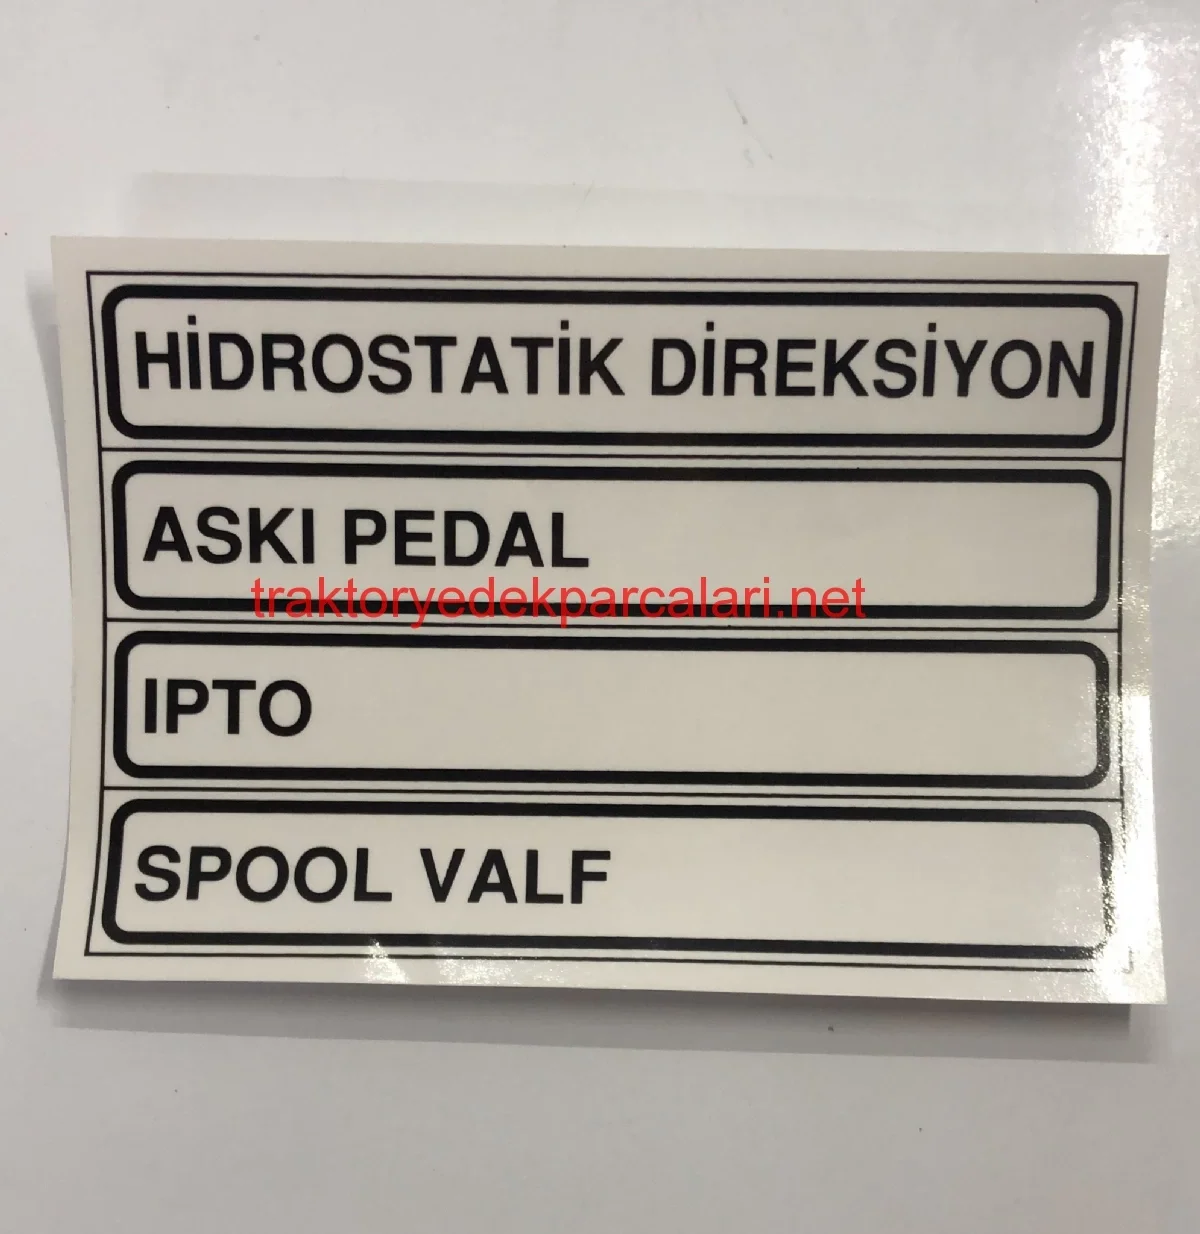 HİDROSTATİK DİREKSİYON
ASKI PEDAL
traktoryedekparcalari.net
IPTO
SPOOL VALF